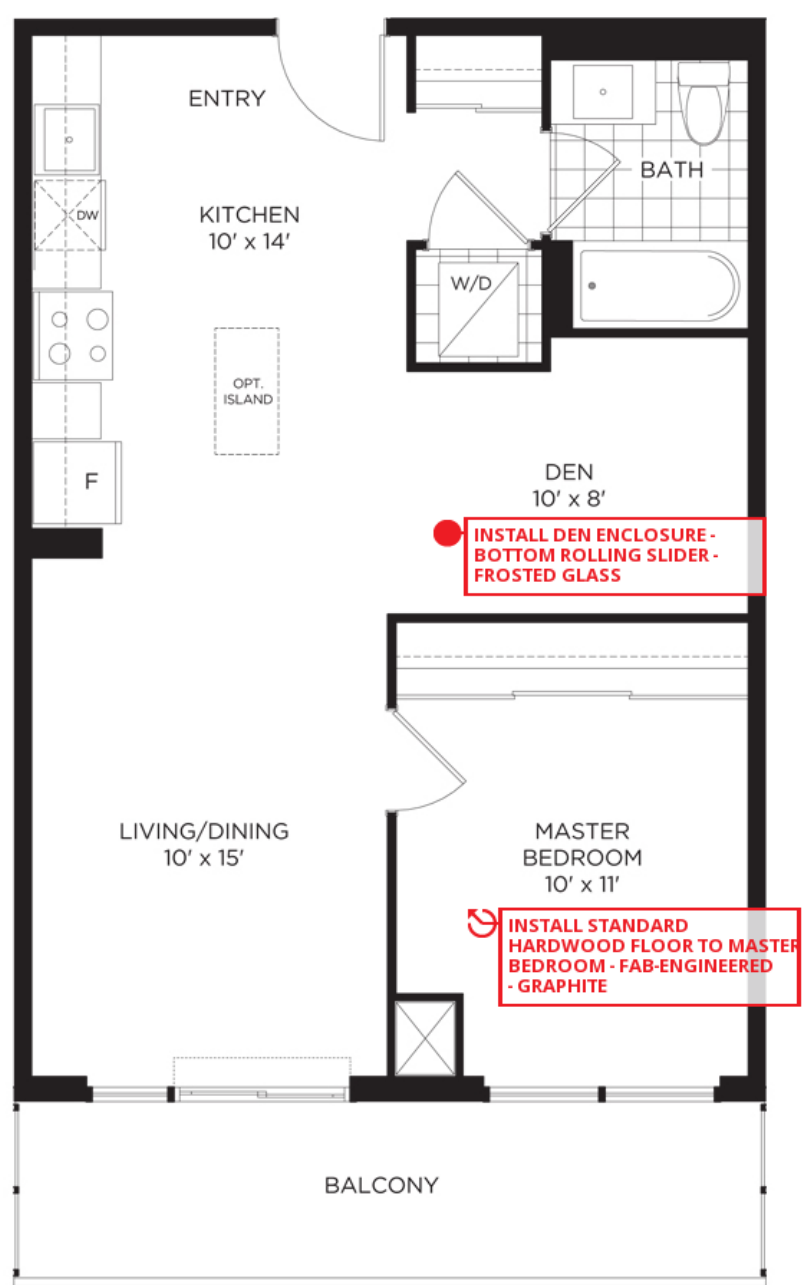 ENTRY
KITCHEN
10' x 14'
DW
BATH
W/D
OPT.
ISLAND
F
DEN
10' x 8'
INSTALL DEN ENCLOSURE -
BOTTOM ROLLING SLIDER -
FROSTED GLASS
LIVING/DINING
10' x 15'
MASTER
BEDROOM
10' x 11'
INSTALL STANDARD
HARDWOOD FLOOR TO MASTER
BEDROOM - FAB-ENGINEERED
- GRAPHITE
BALCONY